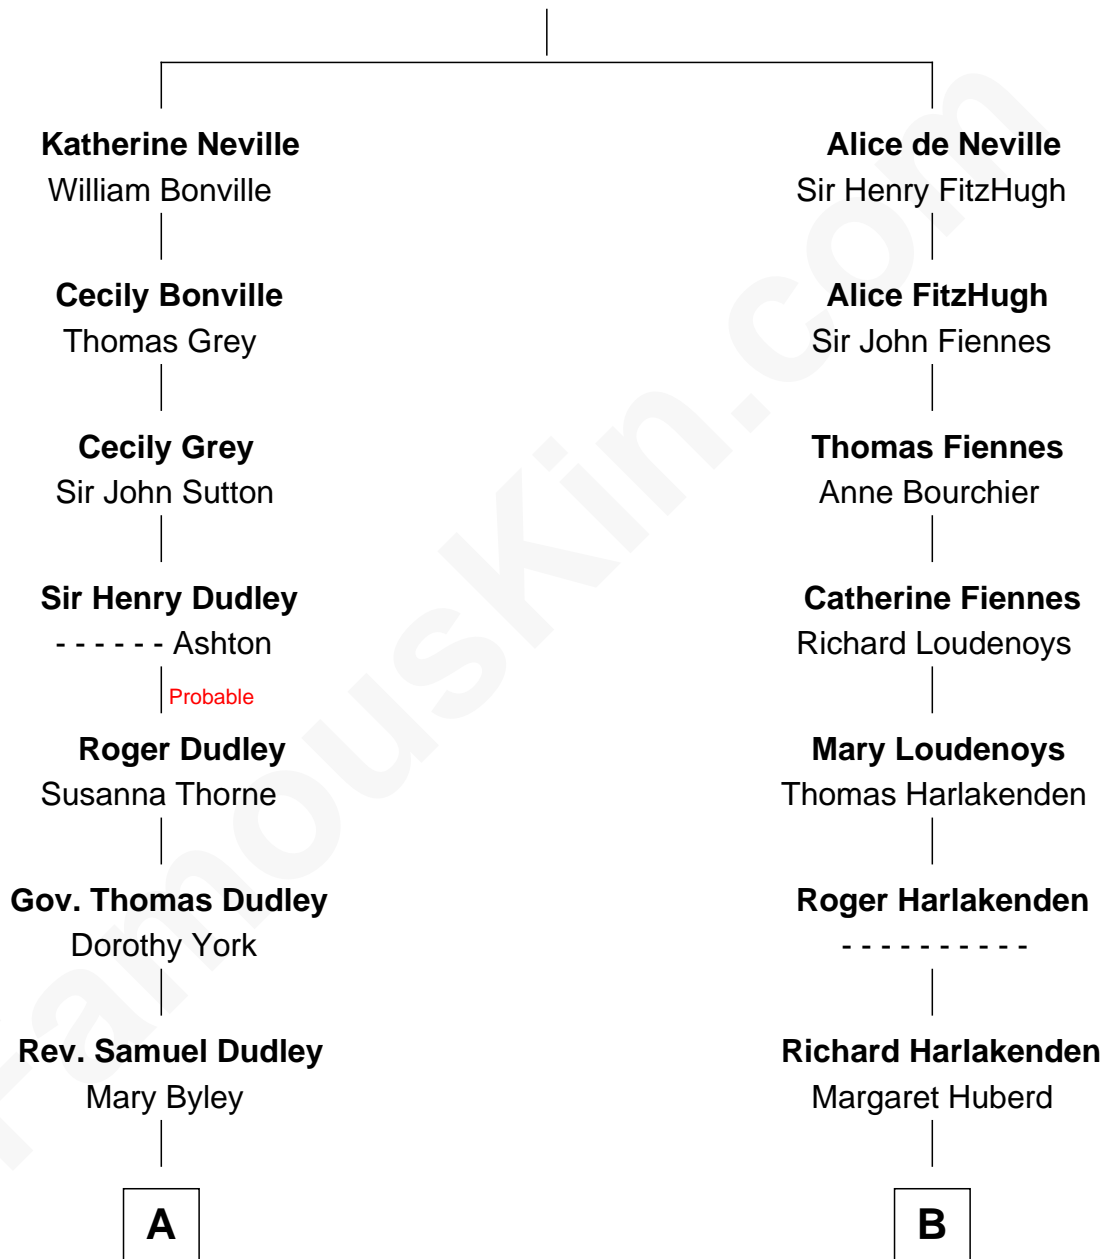 Katherine Neville
William Bonville
Cecily Bonville
Thomas Grey
Cecily Grey
Sir John Sutton
Sir Henry Dudley
- - - - - - Ashton
Probable
Roger Dudley
Susanna Thorne
Gov. Thomas Dudley
Dorothy York
Rev. Samuel Dudley
Mary Byley
A
Alice de Neville
Sir Henry FitzHugh
Alice FitzHugh
Sir John Fiennes
Thomas Fiennes
Anne Bourchier
Catherine Fiennes
Richard Loudenoys
Mary Loudenoys
Thomas Harlakenden
Roger Harlakenden
- - - - - - - - - -
Richard Harlakenden
Margaret Huberd
B
FamousKin.com